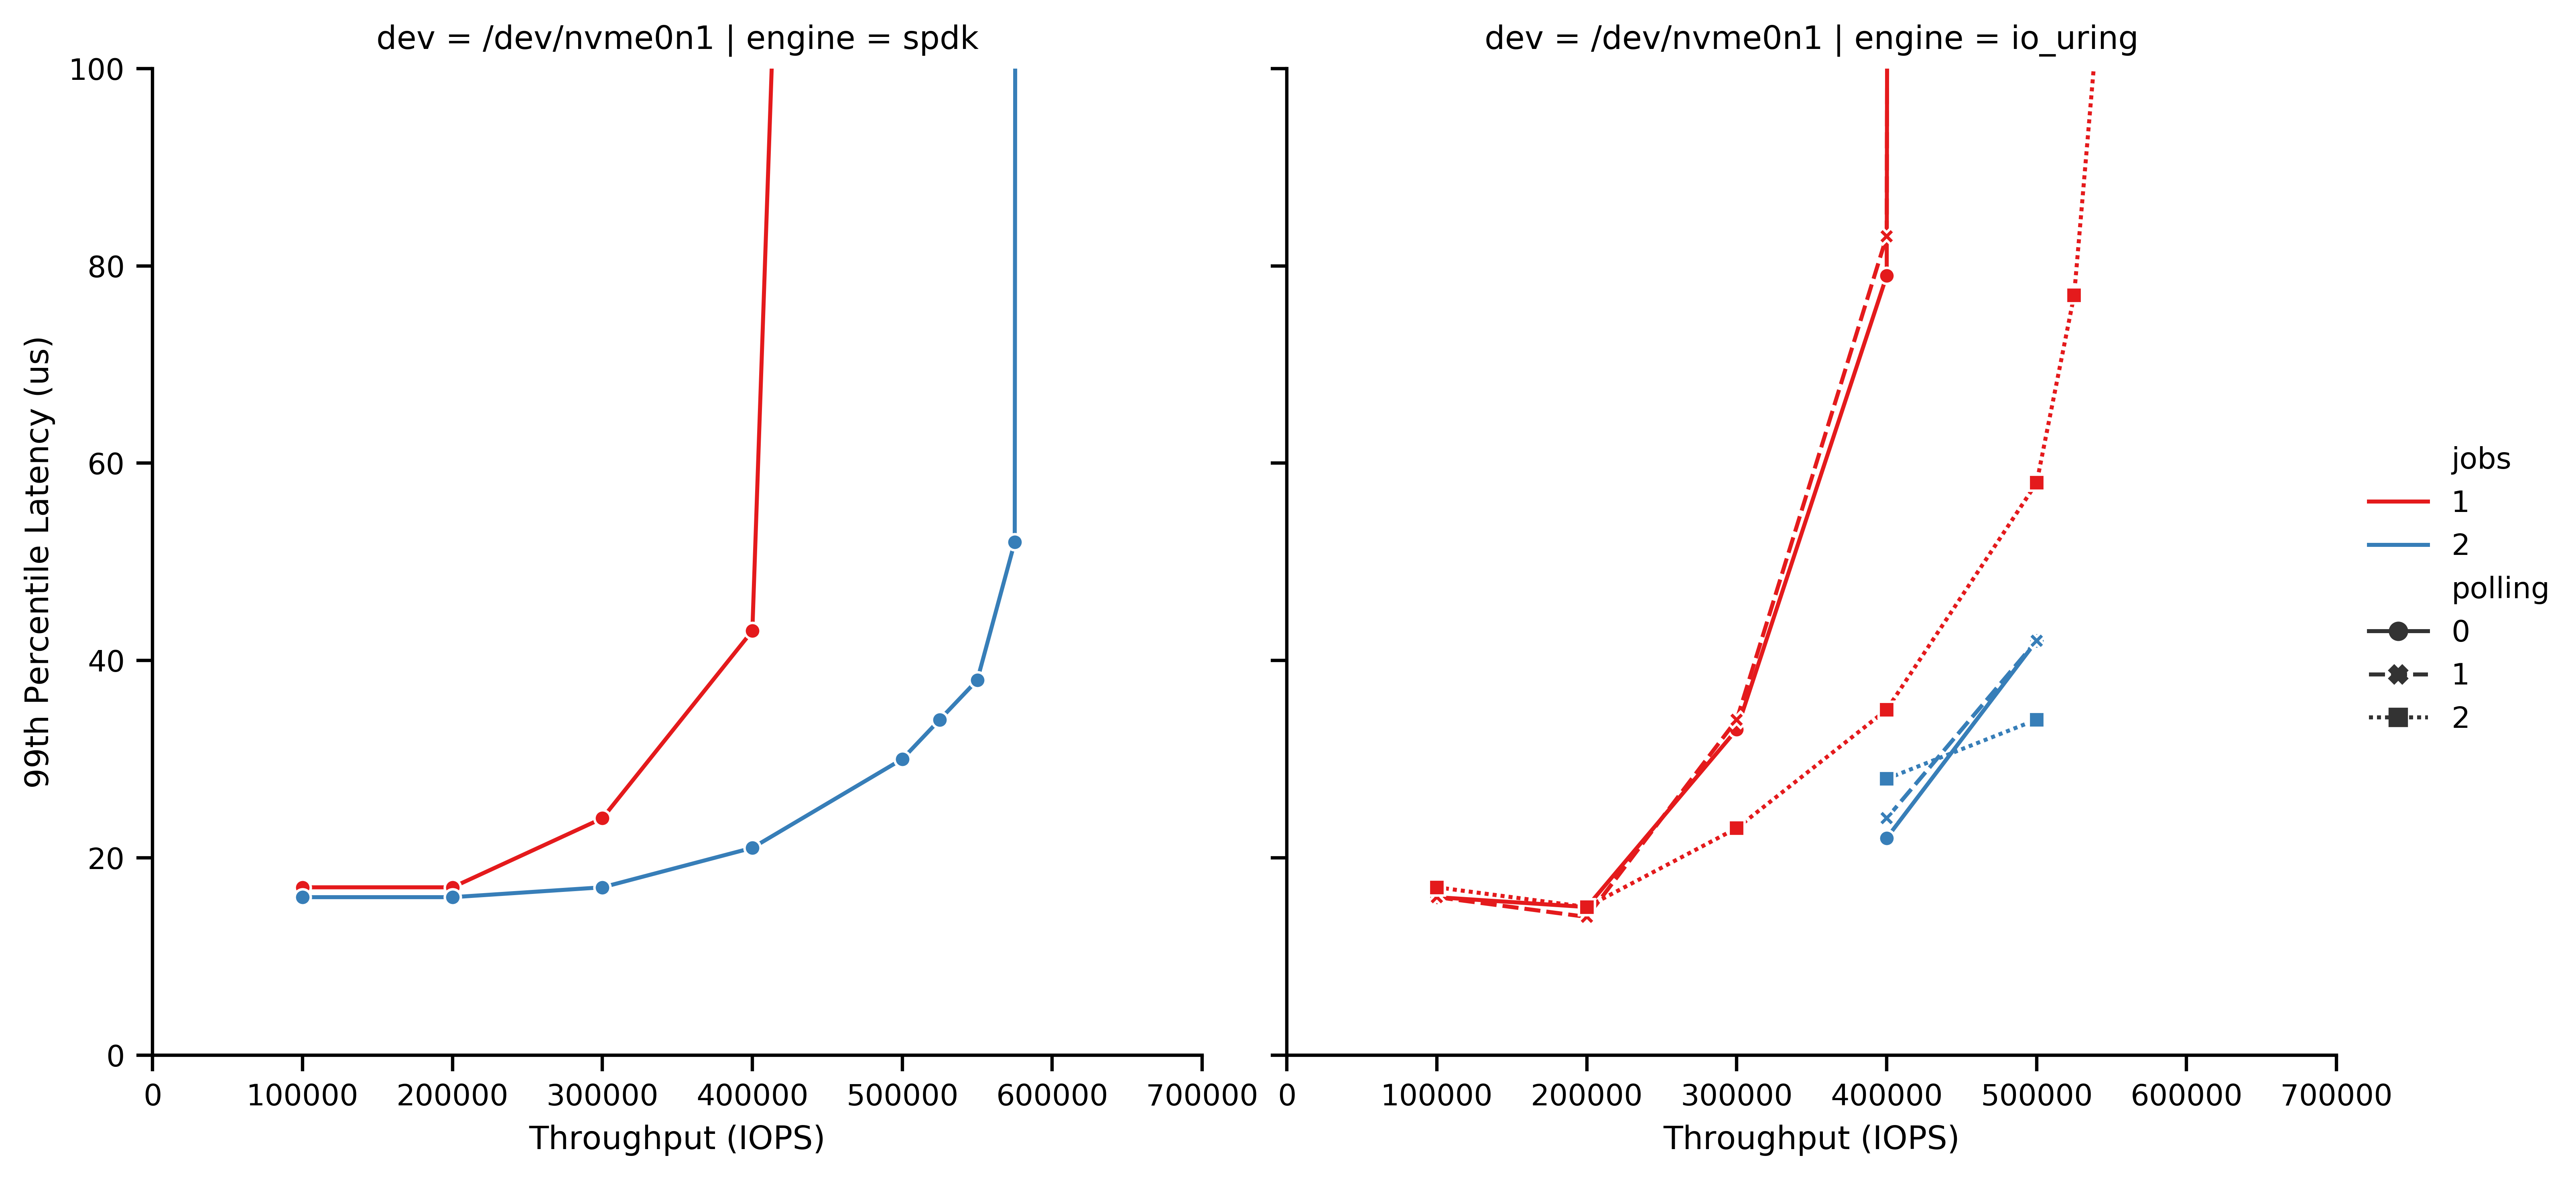 dev = /dev/nvme0n1 | engine = spdk
dev = /dev/nvme0n1 | engine = io_uring
99th Percentile Latency (us)
100
80
60
40
20
0
0 100000 200000 300000 400000 500000 600000 700000
Throughput (IOPS)
0 100000 200000 300000 400000 500000 600000 700000
Throughput (IOPS)
jobs
1
2
polling
0
1
2